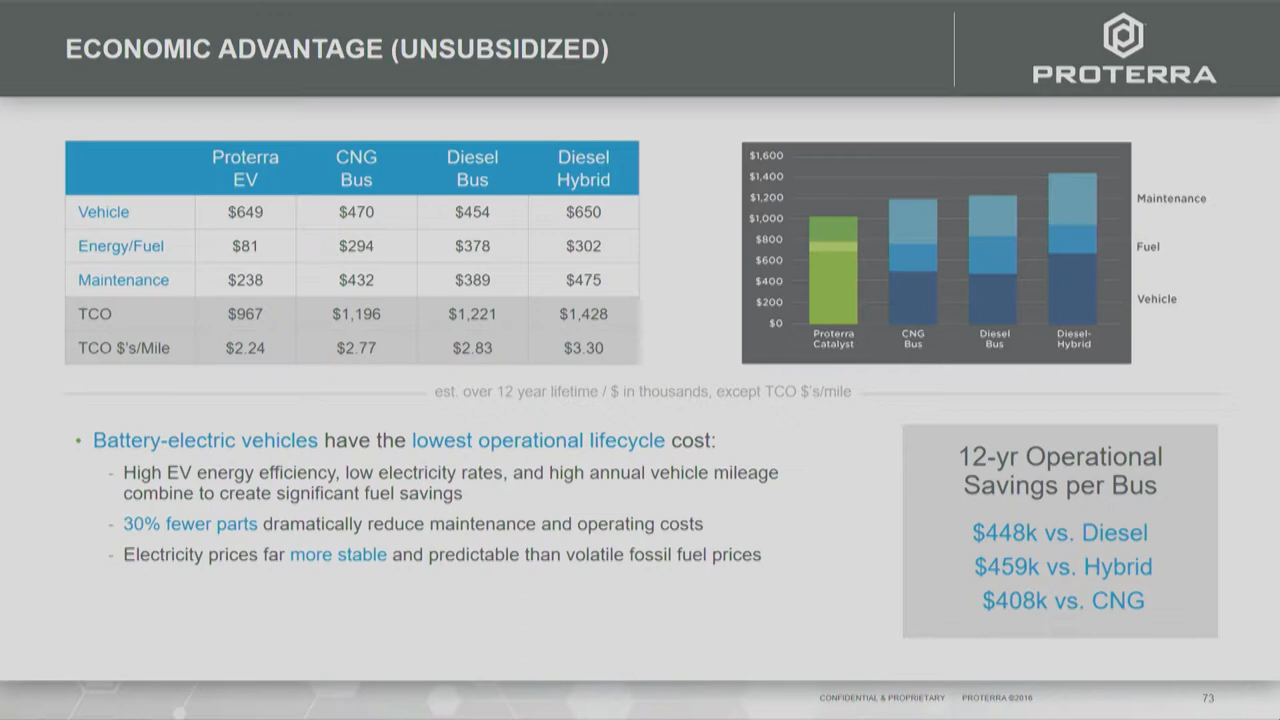 ECONOMIC ADVANTAGE (UNSUBSIDIZED)
PROTERRA
Proterra EV CNG Bus Diesel Bus Diesel Hybrid
Vehicle $649 $470 $454 $650
Energy/Fuel $81 $294 $378 $302
Maintenance $238 $432 $389 $475
TCO $967 $1,196 $1,221 $1,428
TCO $'s/Mile $2.24 $2.77 $2.83 $3.30
$1,600
$1,400
$1,200
$1,000
$800
$600
$400
$200
$0
Proterra Catalyst
CNG Bus
Diesel Bus
Diesel-Hybrid
Maintenance
Fuel
Vehicle
est. over 12 year lifetime / $ in thousands, except TCO $'s/mile
• Battery-electric vehicles have the lowest operational lifecycle cost:
- High EV energy efficiency, low electricity rates, and high annual vehicle mileage
combine to create significant fuel savings
- 30% fewer parts dramatically reduce maintenance and operating costs
- Electricity prices far more stable and predictable than volatile fossil fuel prices
12-yr Operational
Savings per Bus
$448k vs. Diesel
$459k vs. Hybrid
$408k vs. CNG
CONFIDENTIAL & PROPRIETARY PROTERRA ©2016 73